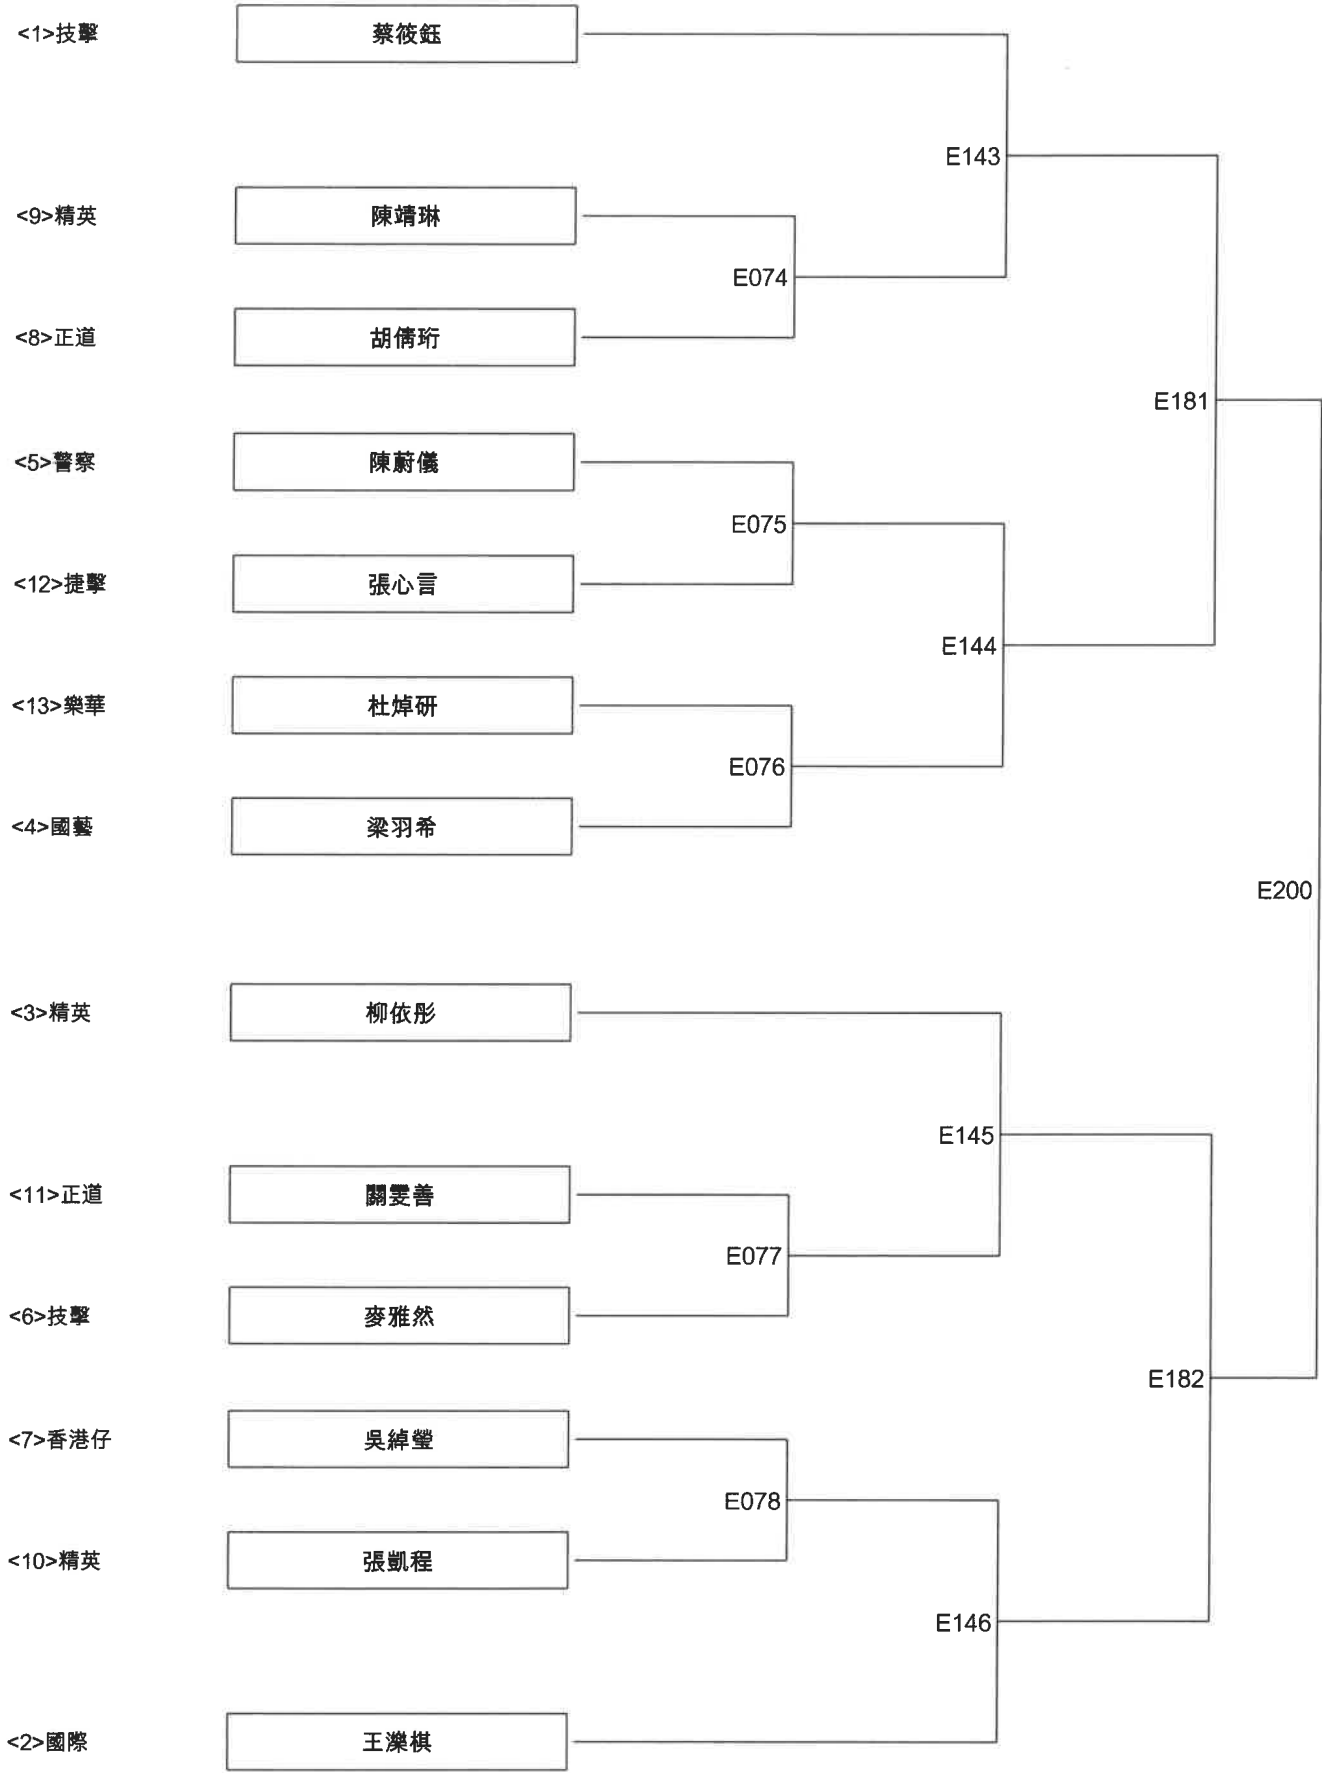 <1>技擊 蔡筱鈺
E143
<9>精英 陳靖琳
E074
<8>正道 胡倩珩
E181
<5>警察 陳蔚儀
E075
<12>捷擊 張心言
E144
<13>樂華 杜焯研
E076
<4>國藝 梁羽希
E200
<3>精英 柳依彤
E145
<11>正道 關雯善
E077
<6>技擊 麥雅然
E182
<7>香港仔 吳綽瑩
E078
<10>精英 張凱程
E146
<2>國際 王濼棋